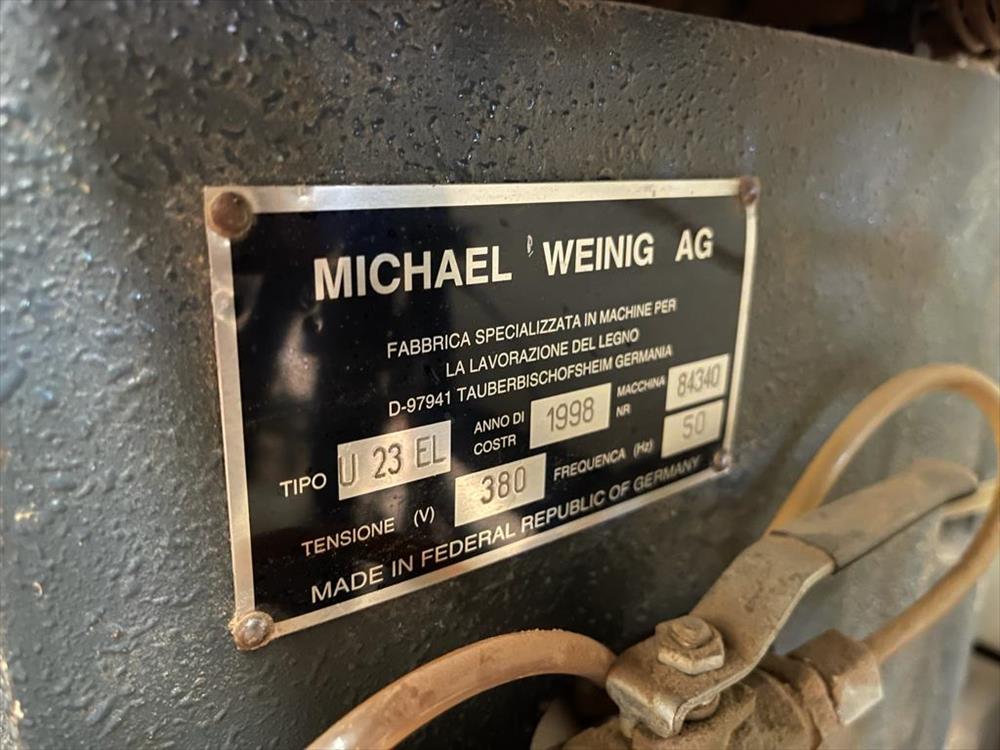 MICHAEL WEINIG AG
FABBRICA SPECIALIZZATA IN MACHINE PER
LA LAVORAZIONE DEL LEGNO
D-97941 TAUBERBISCHOFSHEIM GERMANIA
TIPO U 23 EL ANNO DI COSTR 1998 MACCHINA NR 84340
TENSIONE (V) 380 FREQUENCA (Hz) 50
MADE IN FEDERAL REPUBLIC OF GERMANY